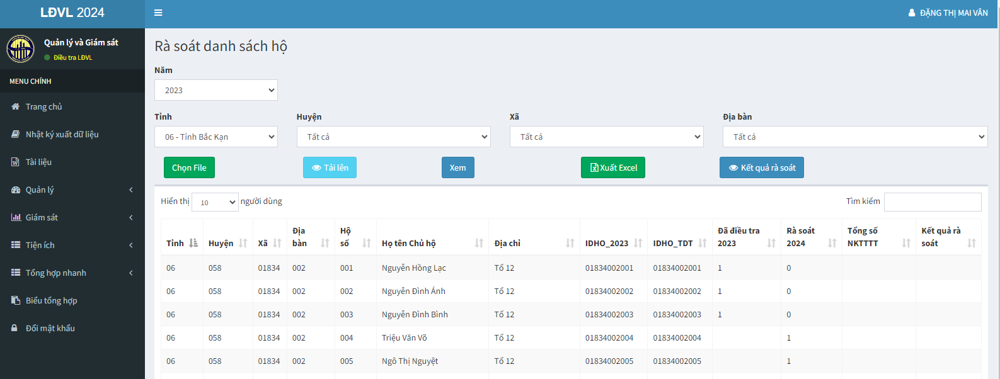 LĐVL 2024
ĐẶNG THỊ MAI VÂN
Quản lý và Giám sát
Điều tra LĐVL
MENU CHÍNH
Trang chủ
Nhật ký xuất dữ liệu
Tài liệu
Quản lý
Giám sát
Tiện ích
Tổng hợp nhanh
Biểu tổng hợp
Đổi mật khẩu
Rà soát danh sách hộ
Năm
2023
Tỉnh Huyện Xã Địa bàn
06 - Tỉnh Bắc Kạn Tất cả Tất cả Tất cả
Chọn File Tải lên Xem Xuất Excel Kết quả rà soát
Hiển thị 10 người dùng Tìm kiếm
Tỉnh Huyện Xã Địa bàn Hộ số Họ tên Chủ hộ Địa chỉ IDHO_2023 IDHO_TDT Đã điều tra 2023 Rà soát 2024 Tổng số NKTTTT Kết quả rà soát
06 058 01834 002 001 Nguyễn Hồng Lạc Tổ 12 01834002001 01834002001 1 0
06 058 01834 002 002 Nguyễn Đình Ánh Tổ 12 01834002002 01834002002 1 0
06 058 01834 002 003 Nguyễn Đình Bình Tổ 12 01834002003 01834002003 1 0
06 058 01834 002 004 Triệu Văn Võ Tổ 12 01834002004 01834002004 1
06 058 01834 002 005 Ngô Thị Nguyệt Tổ 12 01834002005 01834002005 1